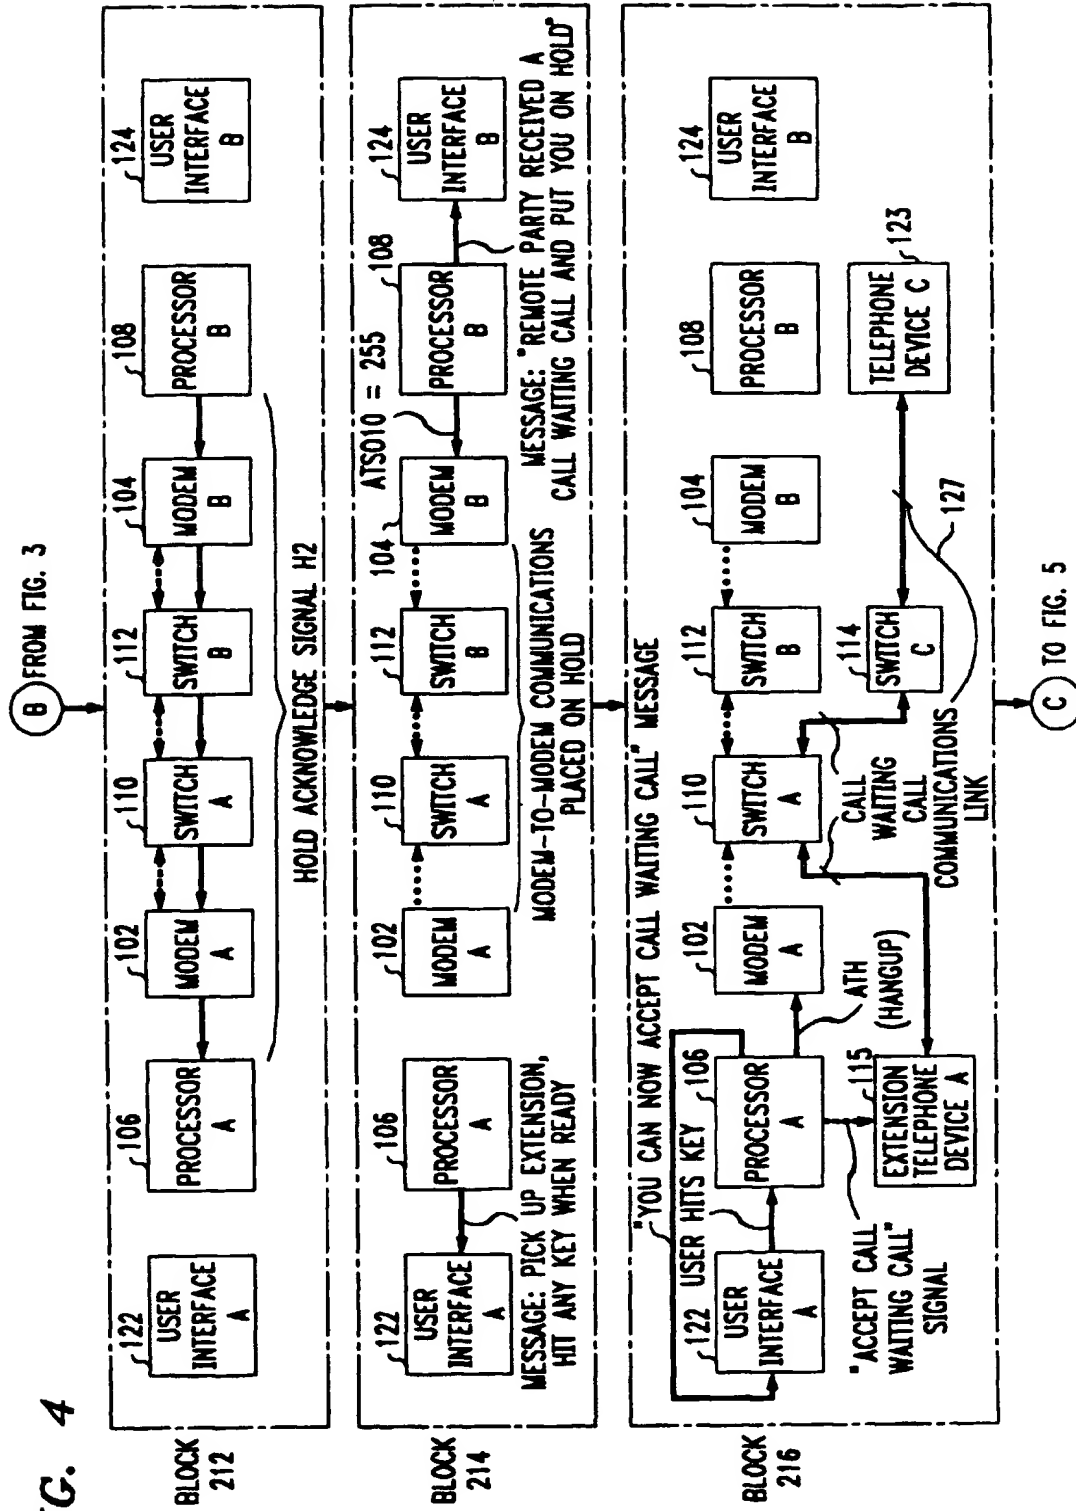 IG. 4
B FROM FIG. 3
BLOCK
212
122
USER
INTERFACE
A
106
PROCESSOR
A
102
MODEM
A
110
SWITCH
A
112
SWITCH
B
104
MODEM
B
108
PROCESSOR
B
124
USER
INTERFACE
B
HOLD ACKNOWLEDGE SIGNAL H2
BLOCK
214
122
USER
INTERFACE
A
106
PROCESSOR
A
102
MODEM
A
110
SWITCH
A
112
SWITCH
B
104
MODEM
B
ATSO10 = 255
108
PROCESSOR
B
124
USER
INTERFACE
B
MESSAGE: PICK UP EXTENSION,
HIT ANY KEY WHEN READY
MODEM-TO-MODEM COMMUNICATIONS
PLACED ON HOLD
MESSAGE: "REMOTE PARTY RECEIVED A
CALL WAITING CALL AND PUT YOU ON HOLD"
BLOCK
216
"YOU CAN NOW ACCEPT CALL WAITING CALL" MESSAGE
122
USER
INTERFACE
A
USER HITS KEY
106
PROCESSOR
A
102
MODEM
A
110
SWITCH
A
112
SWITCH
B
104
MODEM
B
108
PROCESSOR
B
124
USER
INTERFACE
B
ATH
(HANGUP)
"ACCEPT CALL
WAITING CALL"
SIGNAL
115
EXTENSION
TELEPHONE
DEVICE A
CALL
WAITING
CALL
COMMUNICATIONS
LINK
114
SWITCH
C
127
TELEPHONE
DEVICE C
123
C TO FIG. 5